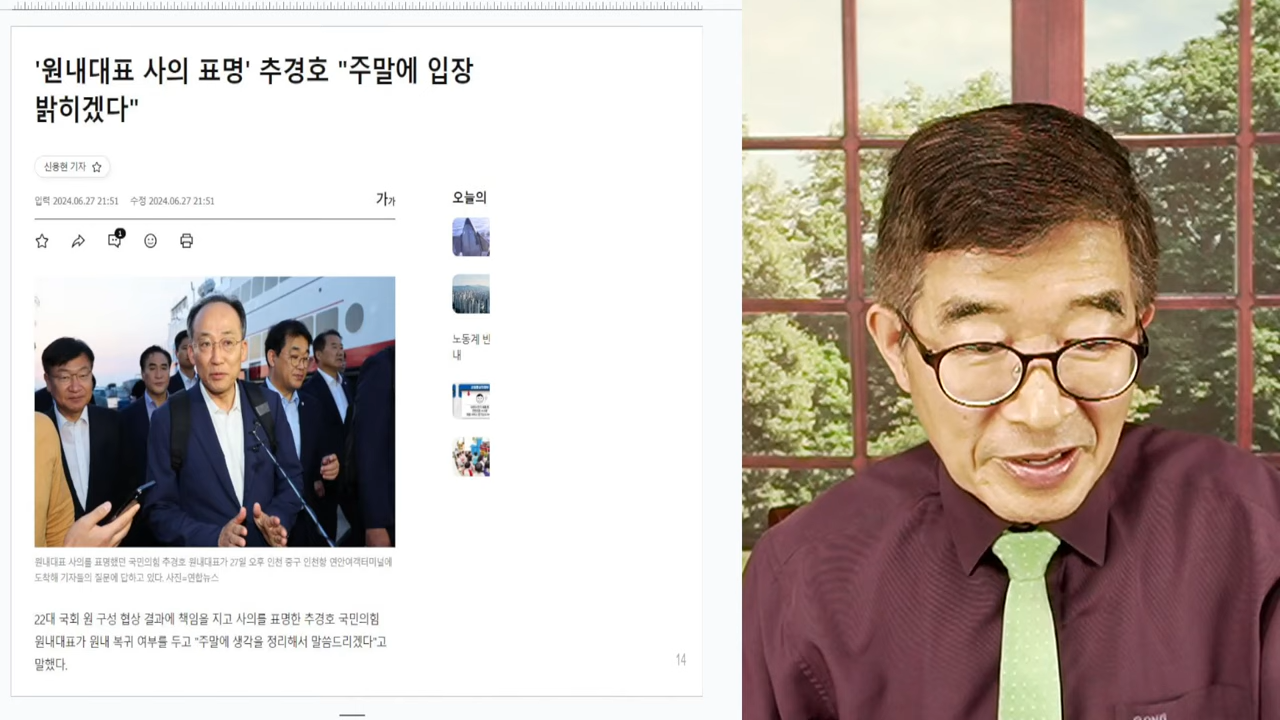 '원내대표 사의 표명' 추경호 "주말에 입장
밝히겠다"
신용현 기자
입력 2024.06.27 21:51 수정 2024.06.27 21:51
가가
오늘의
1
노동계 반
내
원내대표 사의를 표명했던 국민의힘 추경호 원내대표가 27일 오후 인천 중구 인천항 연안여객터미널에
도착해 기자들의 질문에 답하고 있다. 사진=연합뉴스
22대 국회 원 구성 협상 결과에 책임을 지고 사의를 표명한 추경호 국민의힘
원내대표가 원내 복귀 여부를 두고 "주말에 생각을 정리해서 말씀드리겠다"고
말했다.
14